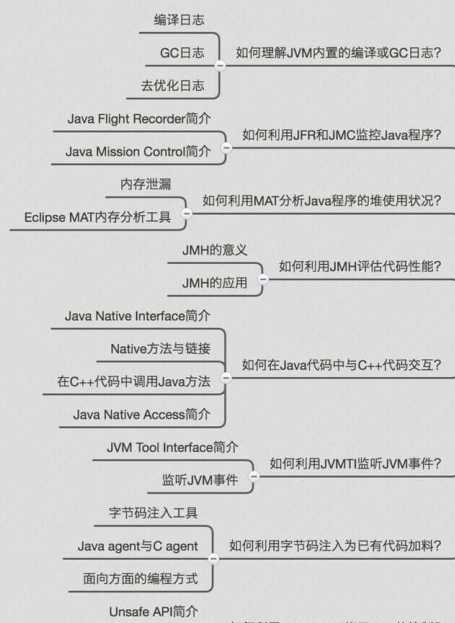 编译日志
GC日志
如何理解JVM内置的编译或GC日志?
去优化日志
Java Flight Recorder简介
如何利用JFR和JMC监控Java程序?
Java Mission Control简介
内存泄漏
如何利用MAT分析Java程序的堆使用状况?
Eclipse MAT内存分析工具
JMH的意义
如何利用JMH评估代码性能?
JMH的应用
Java Native Interface简介
Native方法与链接
如何在Java代码中与C++代码交互?
在C++代码中调用Java方法
Java Native Access简介
JVM Tool Interface简介
如何利用JVMTI监听JVM事件?
监听JVM事件
字节码注入工具
Java agent与C agent
如何利用字节码注入为已有代码加料?
面向方面的编程方式
Unsafe API简介